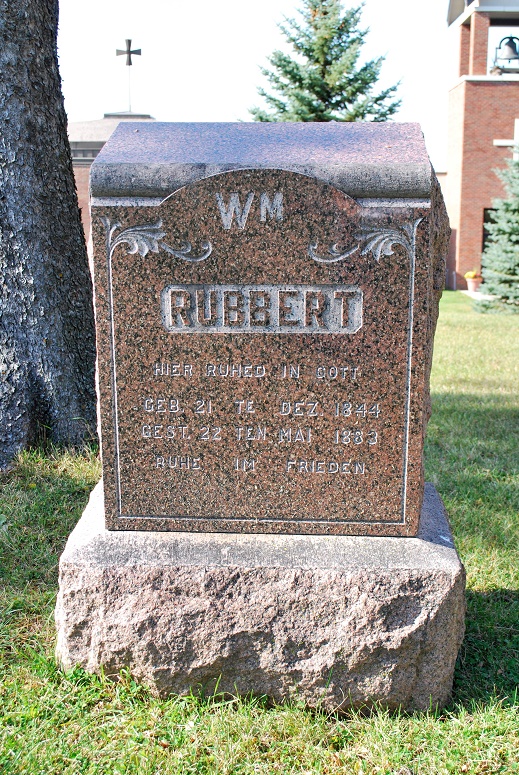 WM
RUBBERT
HIER RUHED IN GOTT
GEB. 21 TE DEZ. 1844
GEST. 22 TEN MAI 1883
RUHE IM FRIEDEN